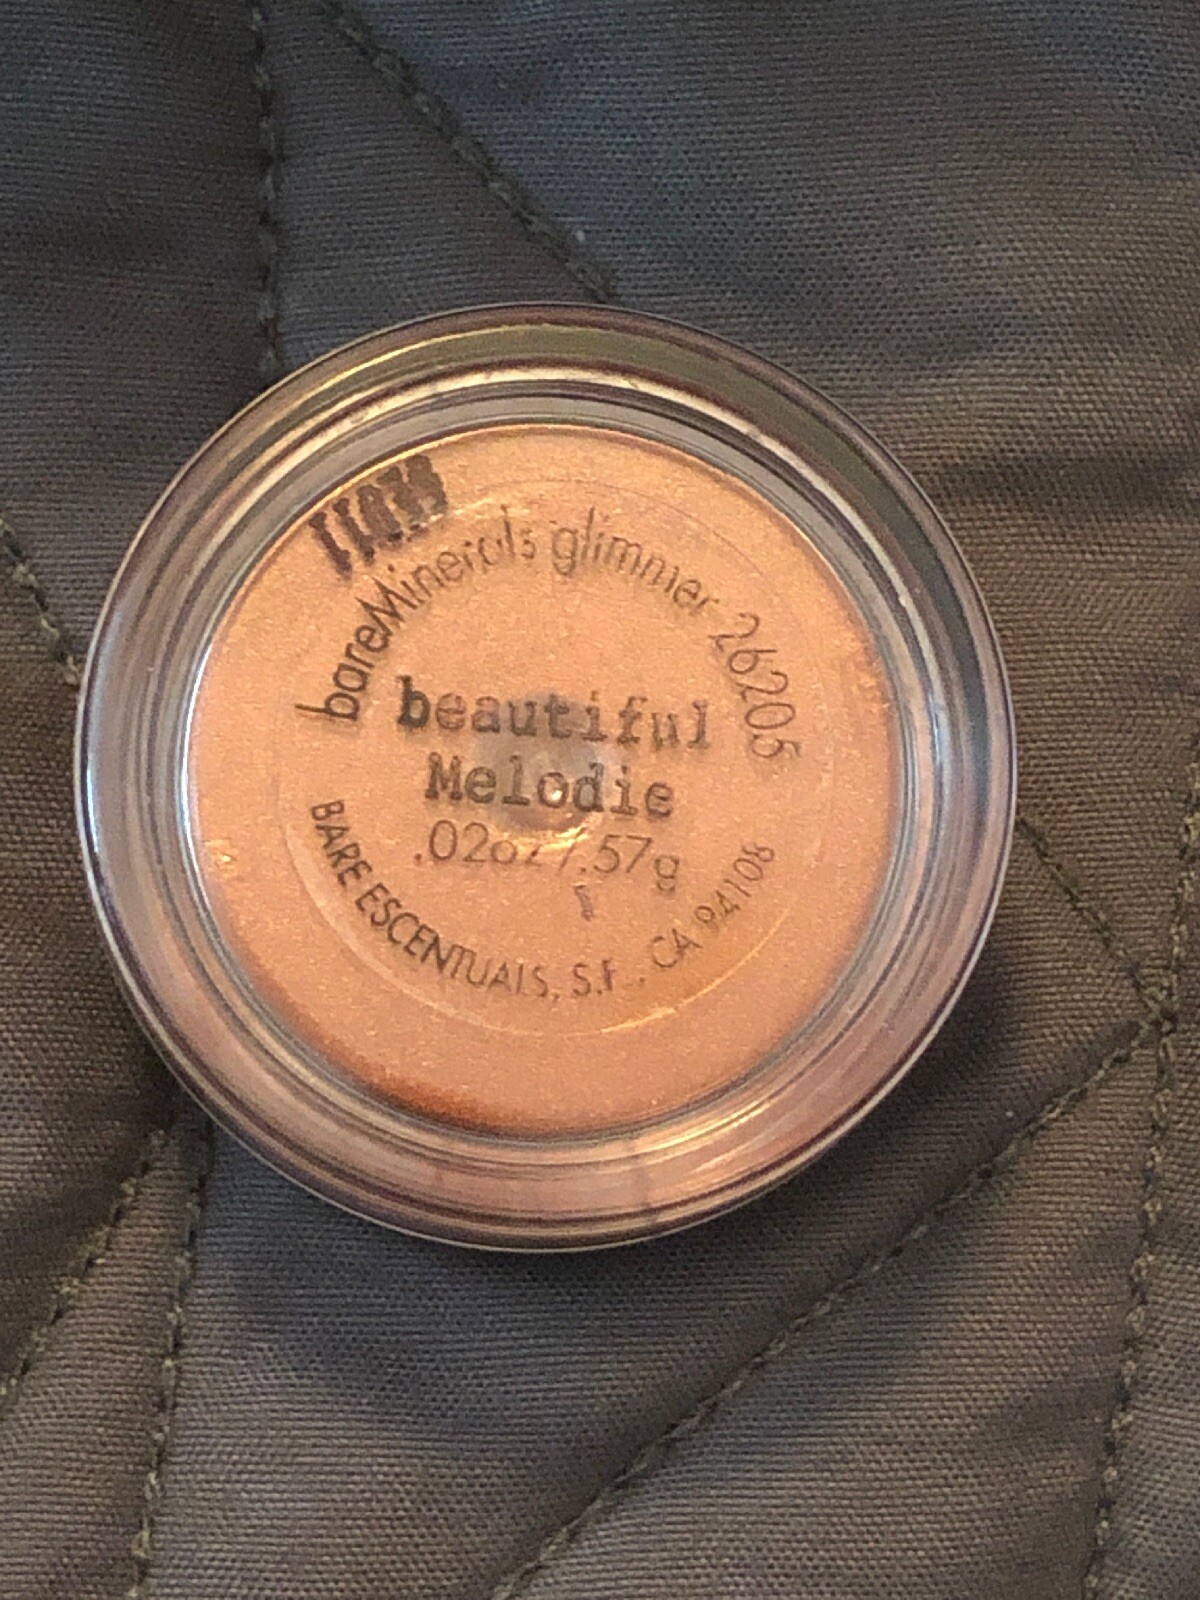 bareMinerals glimmer 26205
beautiful
Melodie
.02oz/.57g
BARE ESCENTUALS, S.F., CA 94108